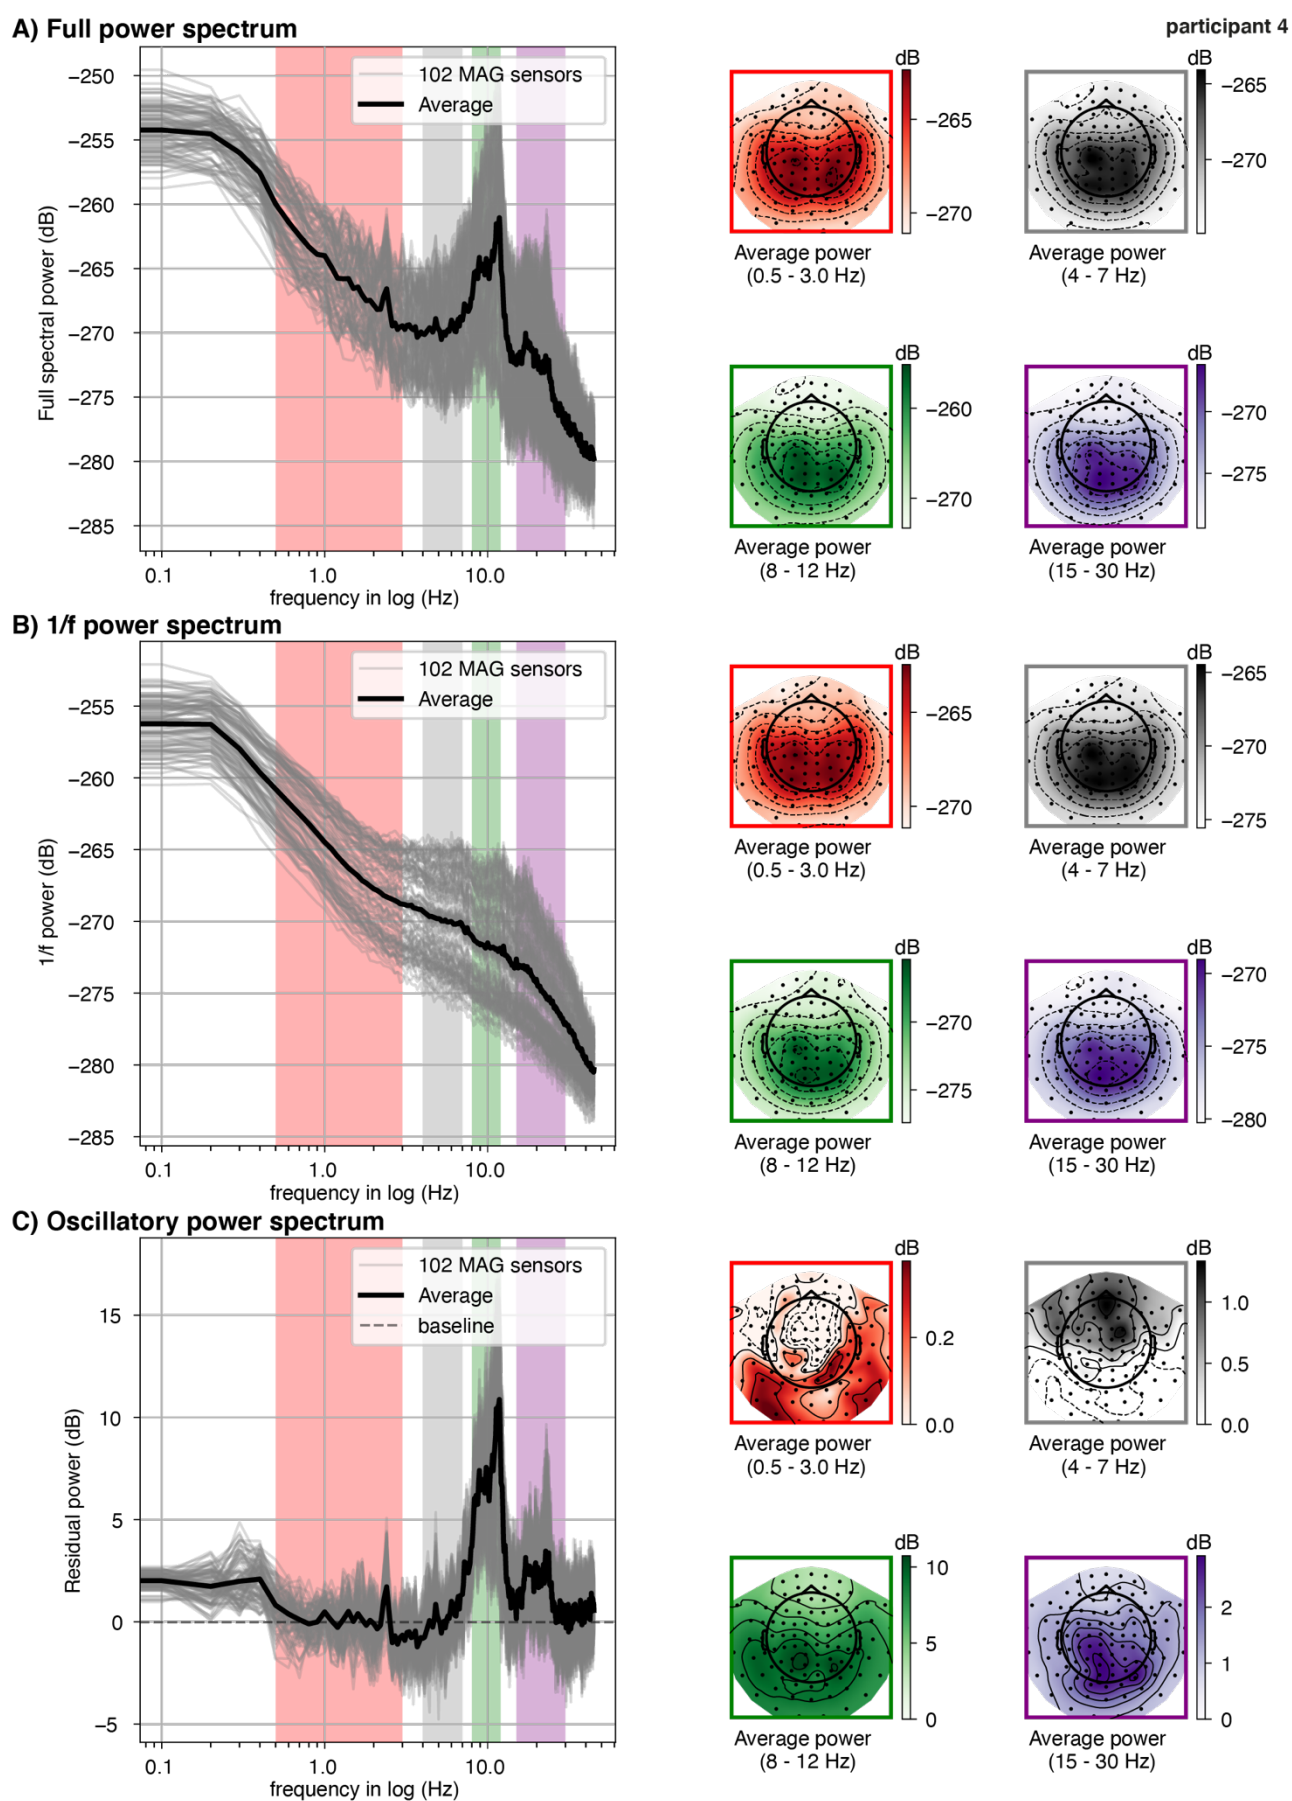 A) Full power spectrum
participant 4
102 MAG sensors
Average
Full spectral power (dB)
−250
−255
−260
−265
−270
−275
−280
−285
0.1
1.0
10.0
frequency in log (Hz)
dB
−265
−270
Average power
(0.5 - 3.0 Hz)
dB
−265
−270
Average power
(4 - 7 Hz)
dB
−260
−270
Average power
(8 - 12 Hz)
dB
−270
−275
Average power
(15 - 30 Hz)
B) 1/f power spectrum
102 MAG sensors
Average
1/f power (dB)
−255
−260
−265
−270
−275
−280
−285
0.1
1.0
10.0
frequency in log (Hz)
dB
−265
−270
Average power
(0.5 - 3.0 Hz)
dB
−265
−270
−275
Average power
(4 - 7 Hz)
dB
−270
−275
Average power
(8 - 12 Hz)
dB
−270
−275
−280
Average power
(15 - 30 Hz)
C) Oscillatory power spectrum
102 MAG sensors
Average
baseline
Residual power (dB)
15
10
5
0
−5
0.1
1.0
10.0
frequency in log (Hz)
dB
0.2
0.0
Average power
(0.5 - 3.0 Hz)
dB
1.0
0.5
0.0
Average power
(4 - 7 Hz)
dB
10
5
0
Average power
(8 - 12 Hz)
dB
2
1
0
Average power
(15 - 30 Hz)